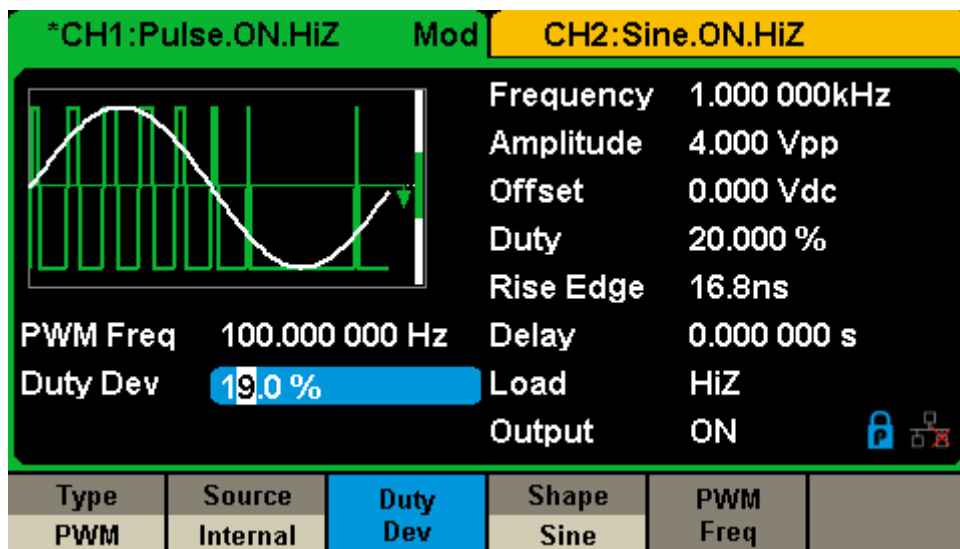 *CH1:Pulse.ON.HiZ Mod
CH2:Sine.ON.HiZ
Frequency 1.000 000kHz
Amplitude 4.000 Vpp
Offset 0.000 Vdc
Duty 20.000 %
Rise Edge 16.8ns
PWM Freq 100.000 000 Hz
Delay 0.000 000 s
Duty Dev 19.0 %
Load HiZ
Output ON
P
Type
PWM
Source
Internal
Duty
Dev
Shape
Sine
PWM
Freq